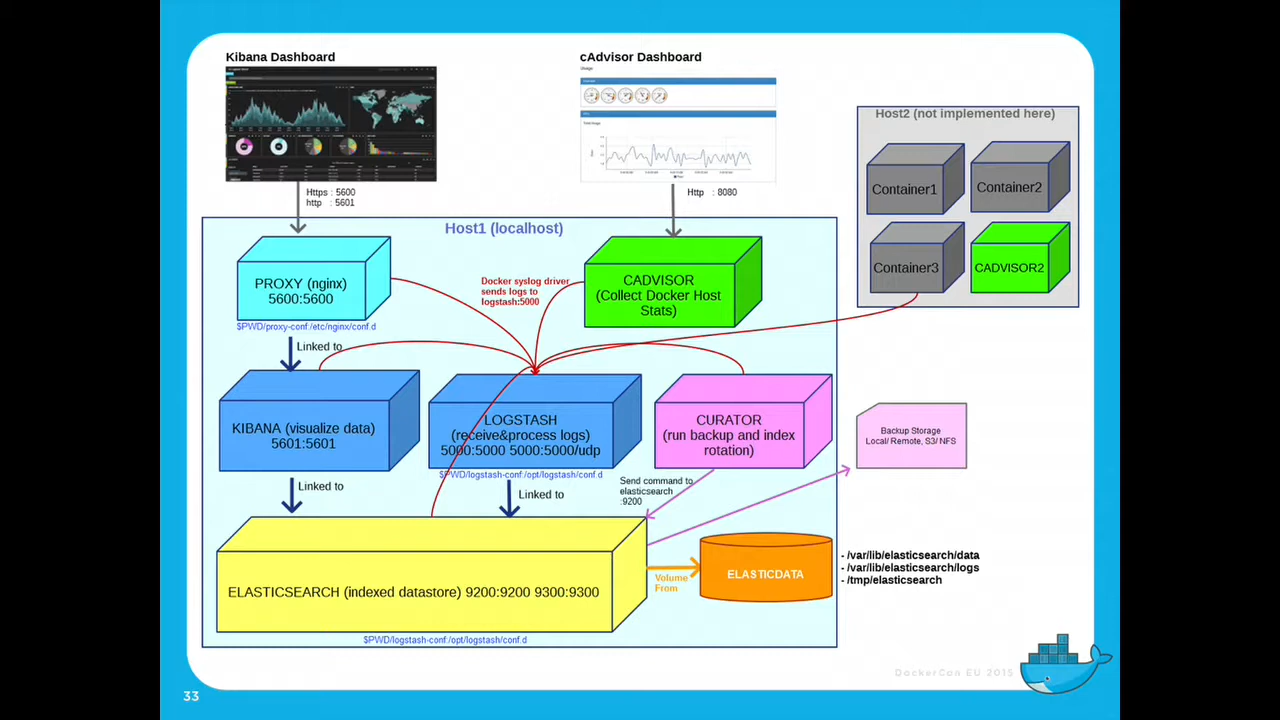 Kibana Dashboard
cAdvisor Dashboard
Https : 5600
http : 5601
Http : 8080
Host2 (not implemented here)
Container1
Container2
Container3
CADVISOR2
Host1 (localhost)
PROXY (nginx)
5600:5600
$PWD/proxy-conf:/etc/nginx/conf.d
Docker syslog driver
sends logs to
logstash:5000
CADVISOR
(Collect Docker Host
Stats)
Linked to
KIBANA (visualize data)
5601:5601
LOGSTASH
(receive&process logs)
5000:5000 5000:5000/udp
$PWD/logstash-conf:/opt/logstash/conf.d
CURATOR
(run backup and index
rotation)
Backup Storage
Local/ Remote, S3/ NFS
Linked to
Linked to
Send command to
elasticsearch
:9200
ELASTICSEARCH (indexed datastore) 9200:9200 9300:9300
$PWD/logstash-conf:/opt/logstash/conf.d
Volume
From
ELASTICDATA
- /var/lib/elasticsearch/data
- /var/lib/elasticsearch/logs
- /tmp/elasticsearch
DockerCon EU 2015
33